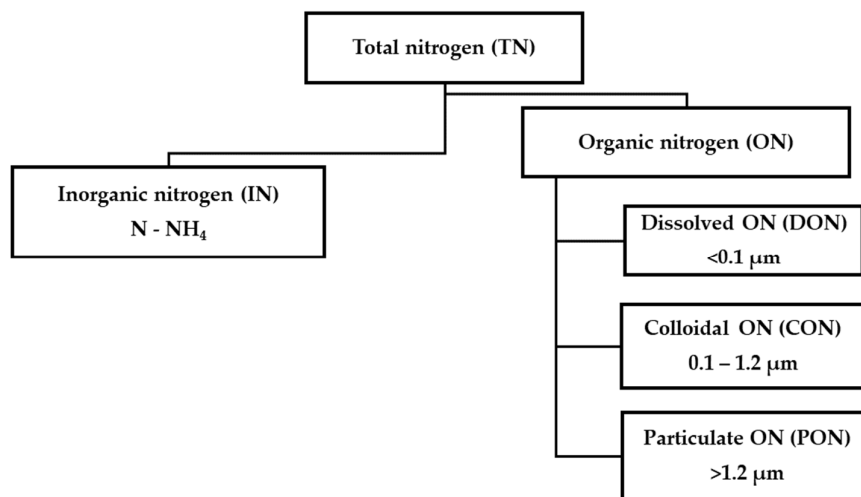 Total nitrogen (TN)
Organic nitrogen (ON)
Inorganic nitrogen (IN)
N - NH₄
Dissolved ON (DON)
<0.1 µm
Colloidal ON (CON)
0.1 – 1.2 µm
Particulate ON (PON)
>1.2 µm